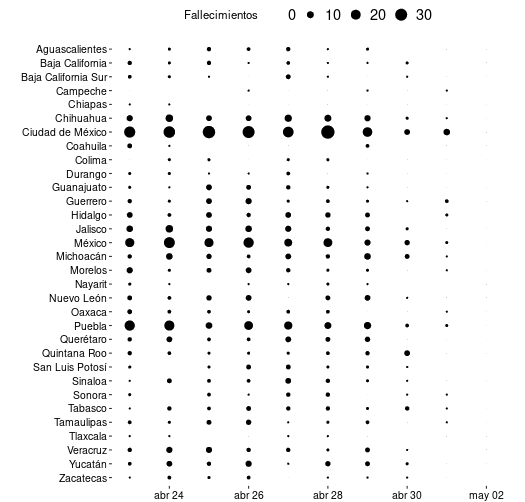 Fallecimientos 0 10 20 30
Aguascalientes
Baja California
Baja California Sur
Campeche
Chiapas
Chihuahua
Ciudad de México
Coahuila
Colima
Durango
Guanajuato
Guerrero
Hidalgo
Jalisco
México
Michoacán
Morelos
Nayarit
Nuevo León
Oaxaca
Puebla
Querétaro
Quintana Roo
San Luis Potosí
Sinaloa
Sonora
Tabasco
Tamaulipas
Tlaxcala
Veracruz
Yucatán
Zacatecas
abr 24 abr 26 abr 28 abr 30 may 02